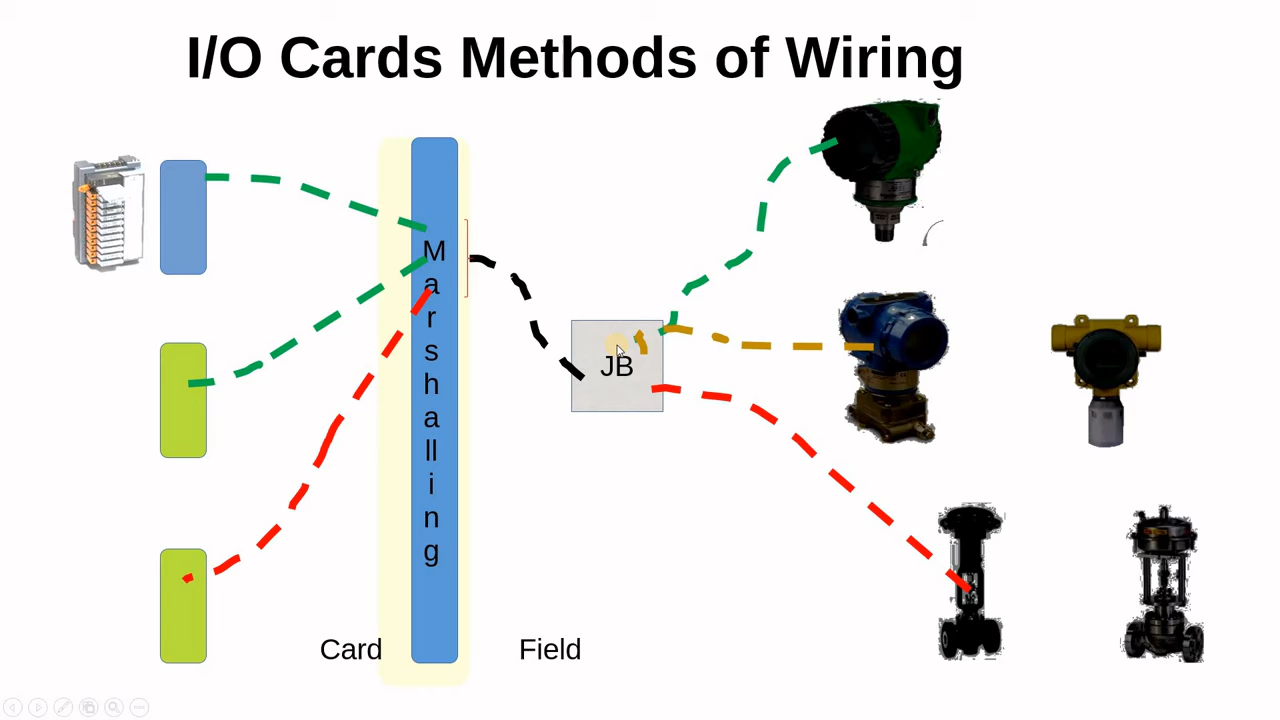 I/O Cards Methods of Wiring
M
a
r
s
h
a
ll
i
n
g
JB
Card
Field